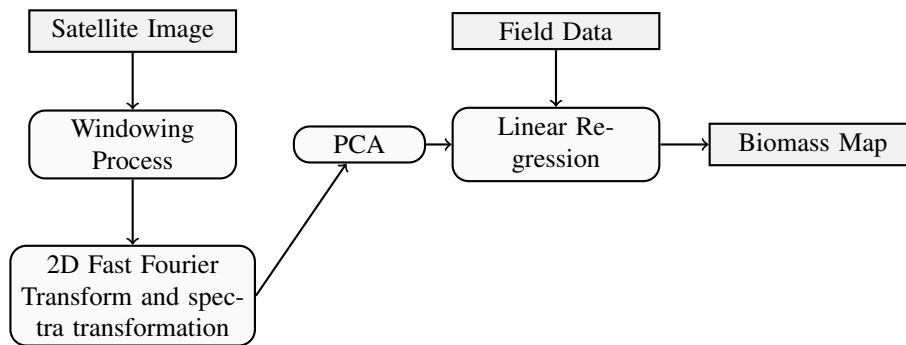 Satellite Image
Windowing
Process
2D Fast Fourier
Transform and spec-
tra transformation
PCA
Field Data
Linear Re-
gression
Biomass Map